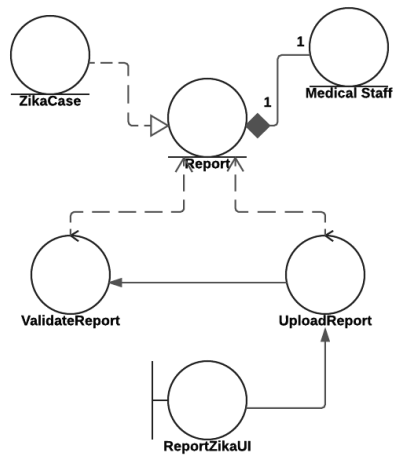 1
ZikaCase
Medical Staff
1
Report
ValidateReport
UploadReport
ReportZikaUI